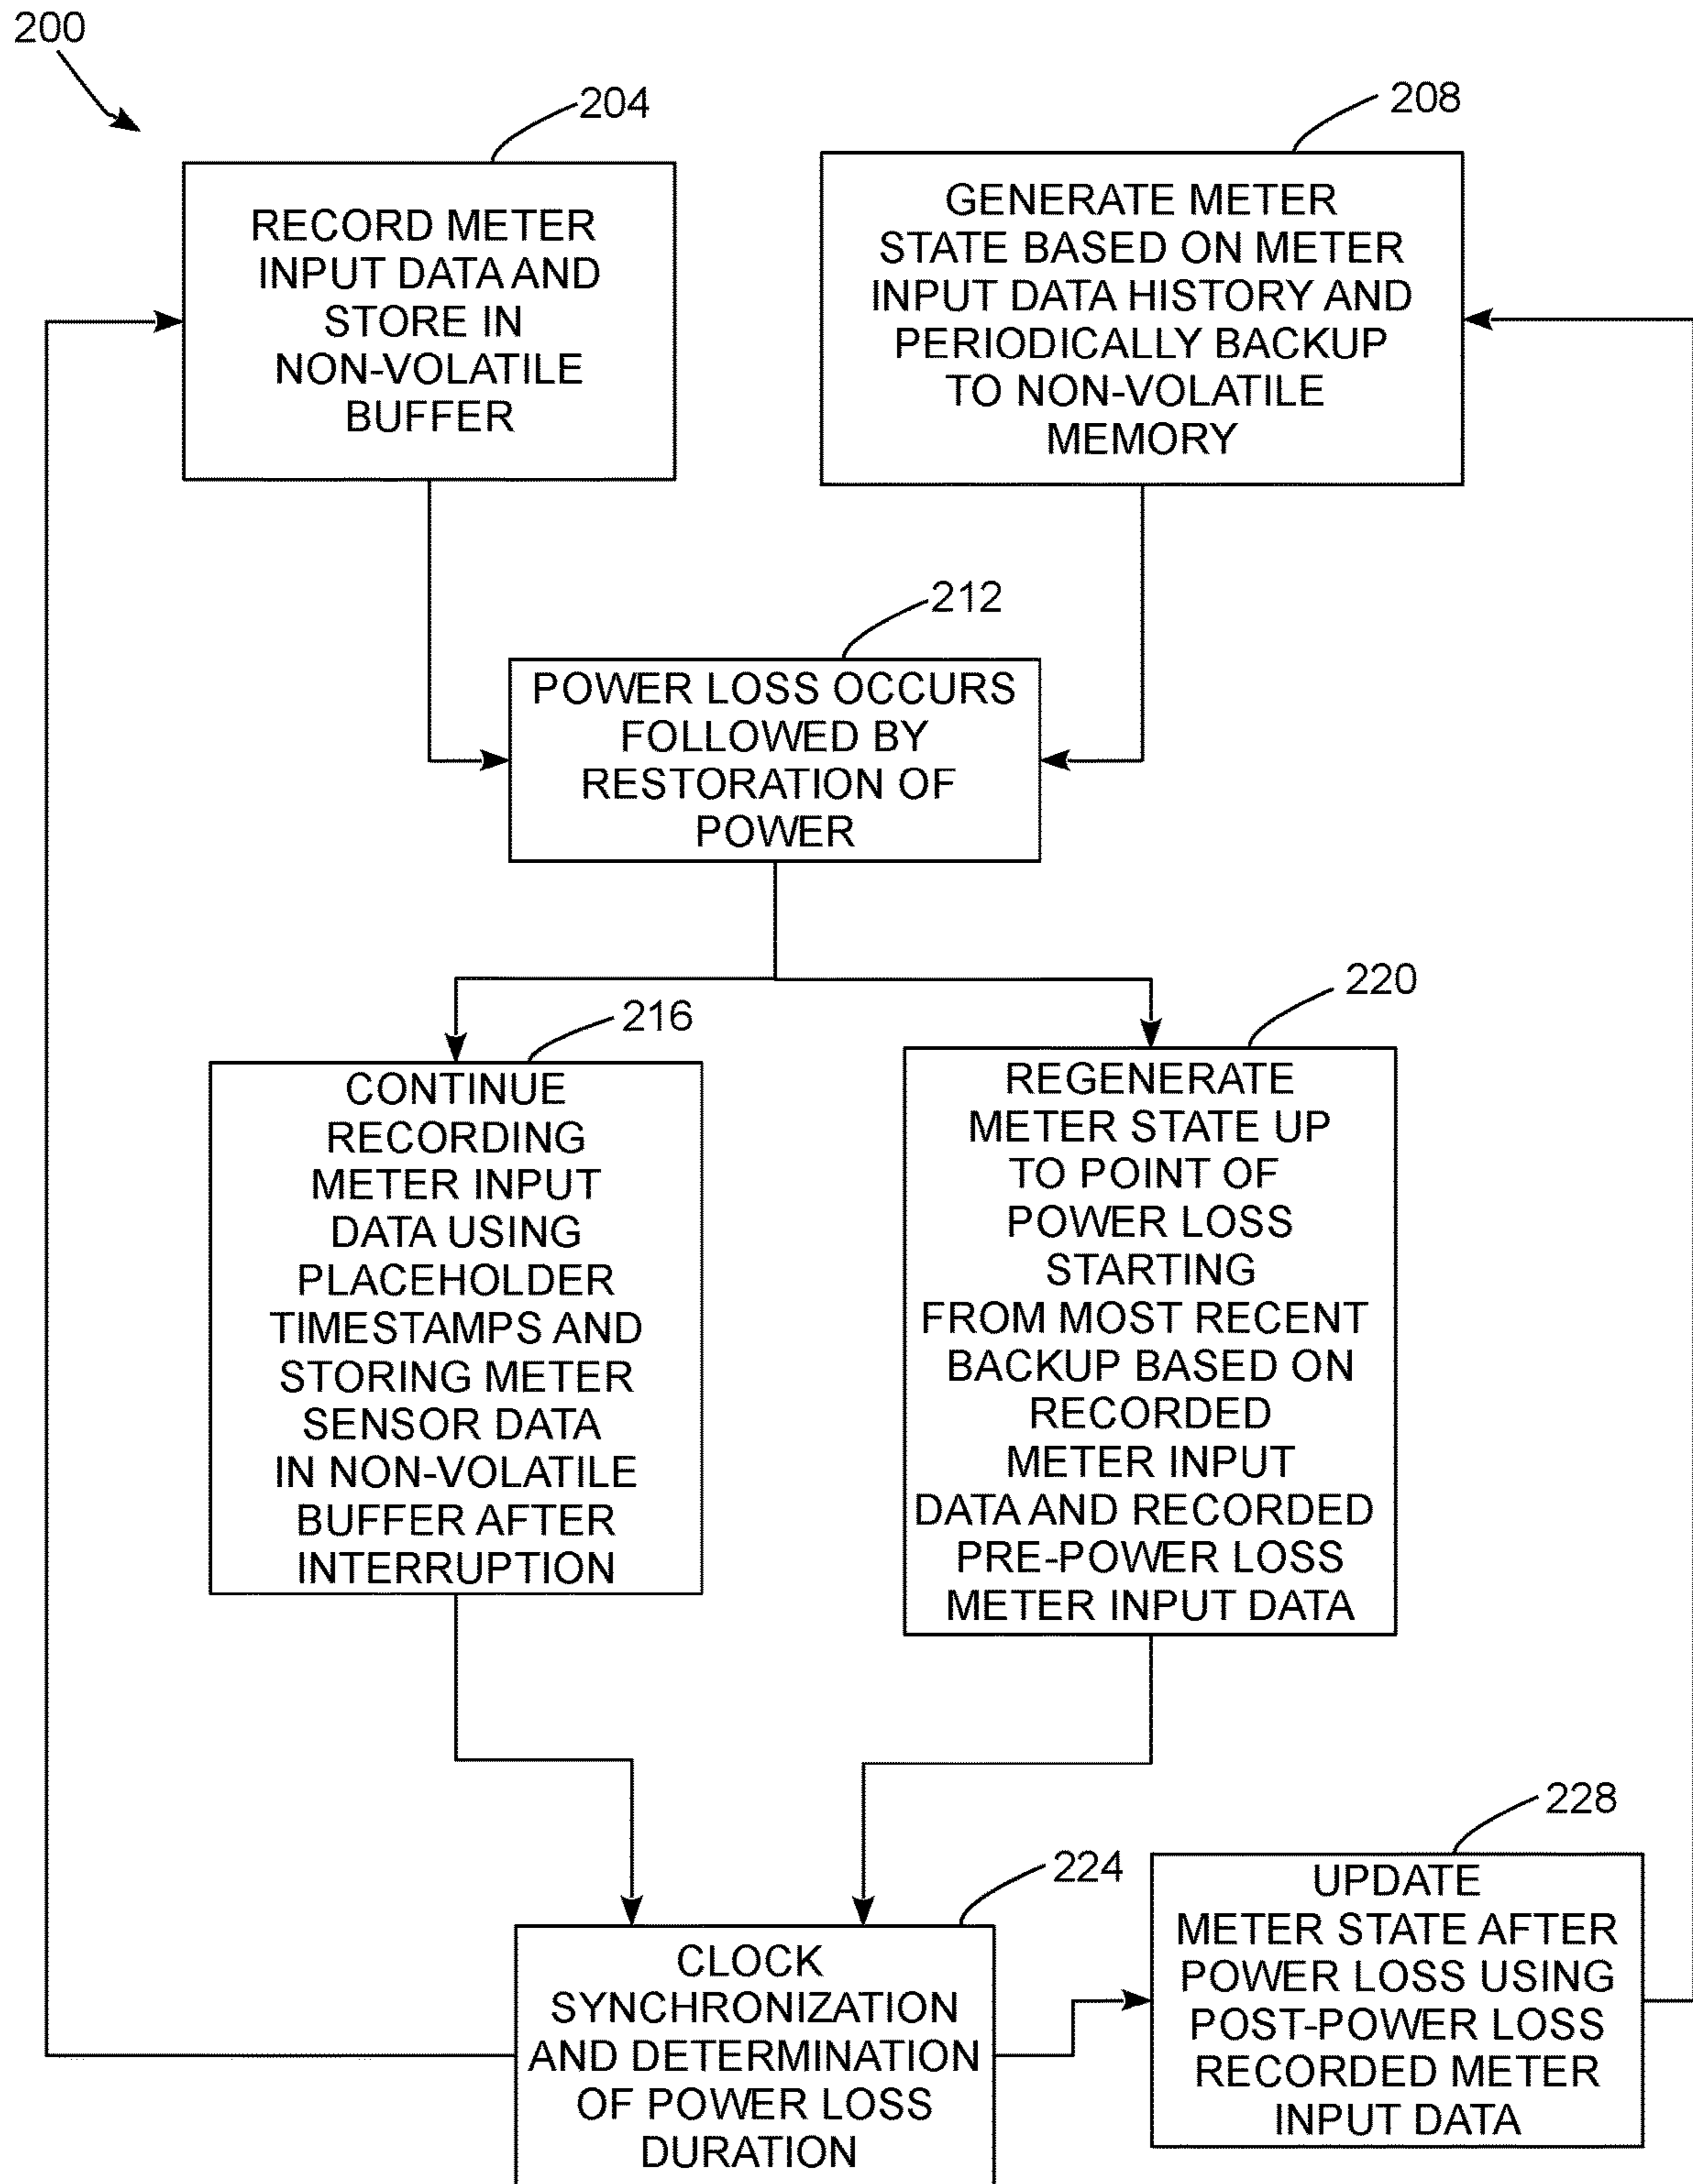 200
204
RECORD METER
INPUT DATA AND
STORE IN
NON-VOLATILE
BUFFER
208
GENERATE METER
STATE BASED ON METER
INPUT DATA HISTORY AND
PERIODICALLY BACKUP
TO NON-VOLATILE
MEMORY
212
POWER LOSS OCCURS
FOLLOWED BY
RESTORATION OF
POWER
216
CONTINUE
RECORDING
METER INPUT
DATA USING
PLACEHOLDER
TIMESTAMPS AND
STORING METER
SENSOR DATA
IN NON-VOLATILE
BUFFER AFTER
INTERRUPTION
220
REGENERATE
METER STATE UP
TO POINT OF
POWER LOSS
STARTING
FROM MOST RECENT
BACKUP BASED ON
RECORDED
METER INPUT
DATA AND RECORDED
PRE-POWER LOSS
METER INPUT DATA
224
CLOCK
SYNCHRONIZATION
AND DETERMINATION
OF POWER LOSS
DURATION
228
UPDATE
METER STATE AFTER
POWER LOSS USING
POST-POWER LOSS
RECORDED METER
INPUT DATA